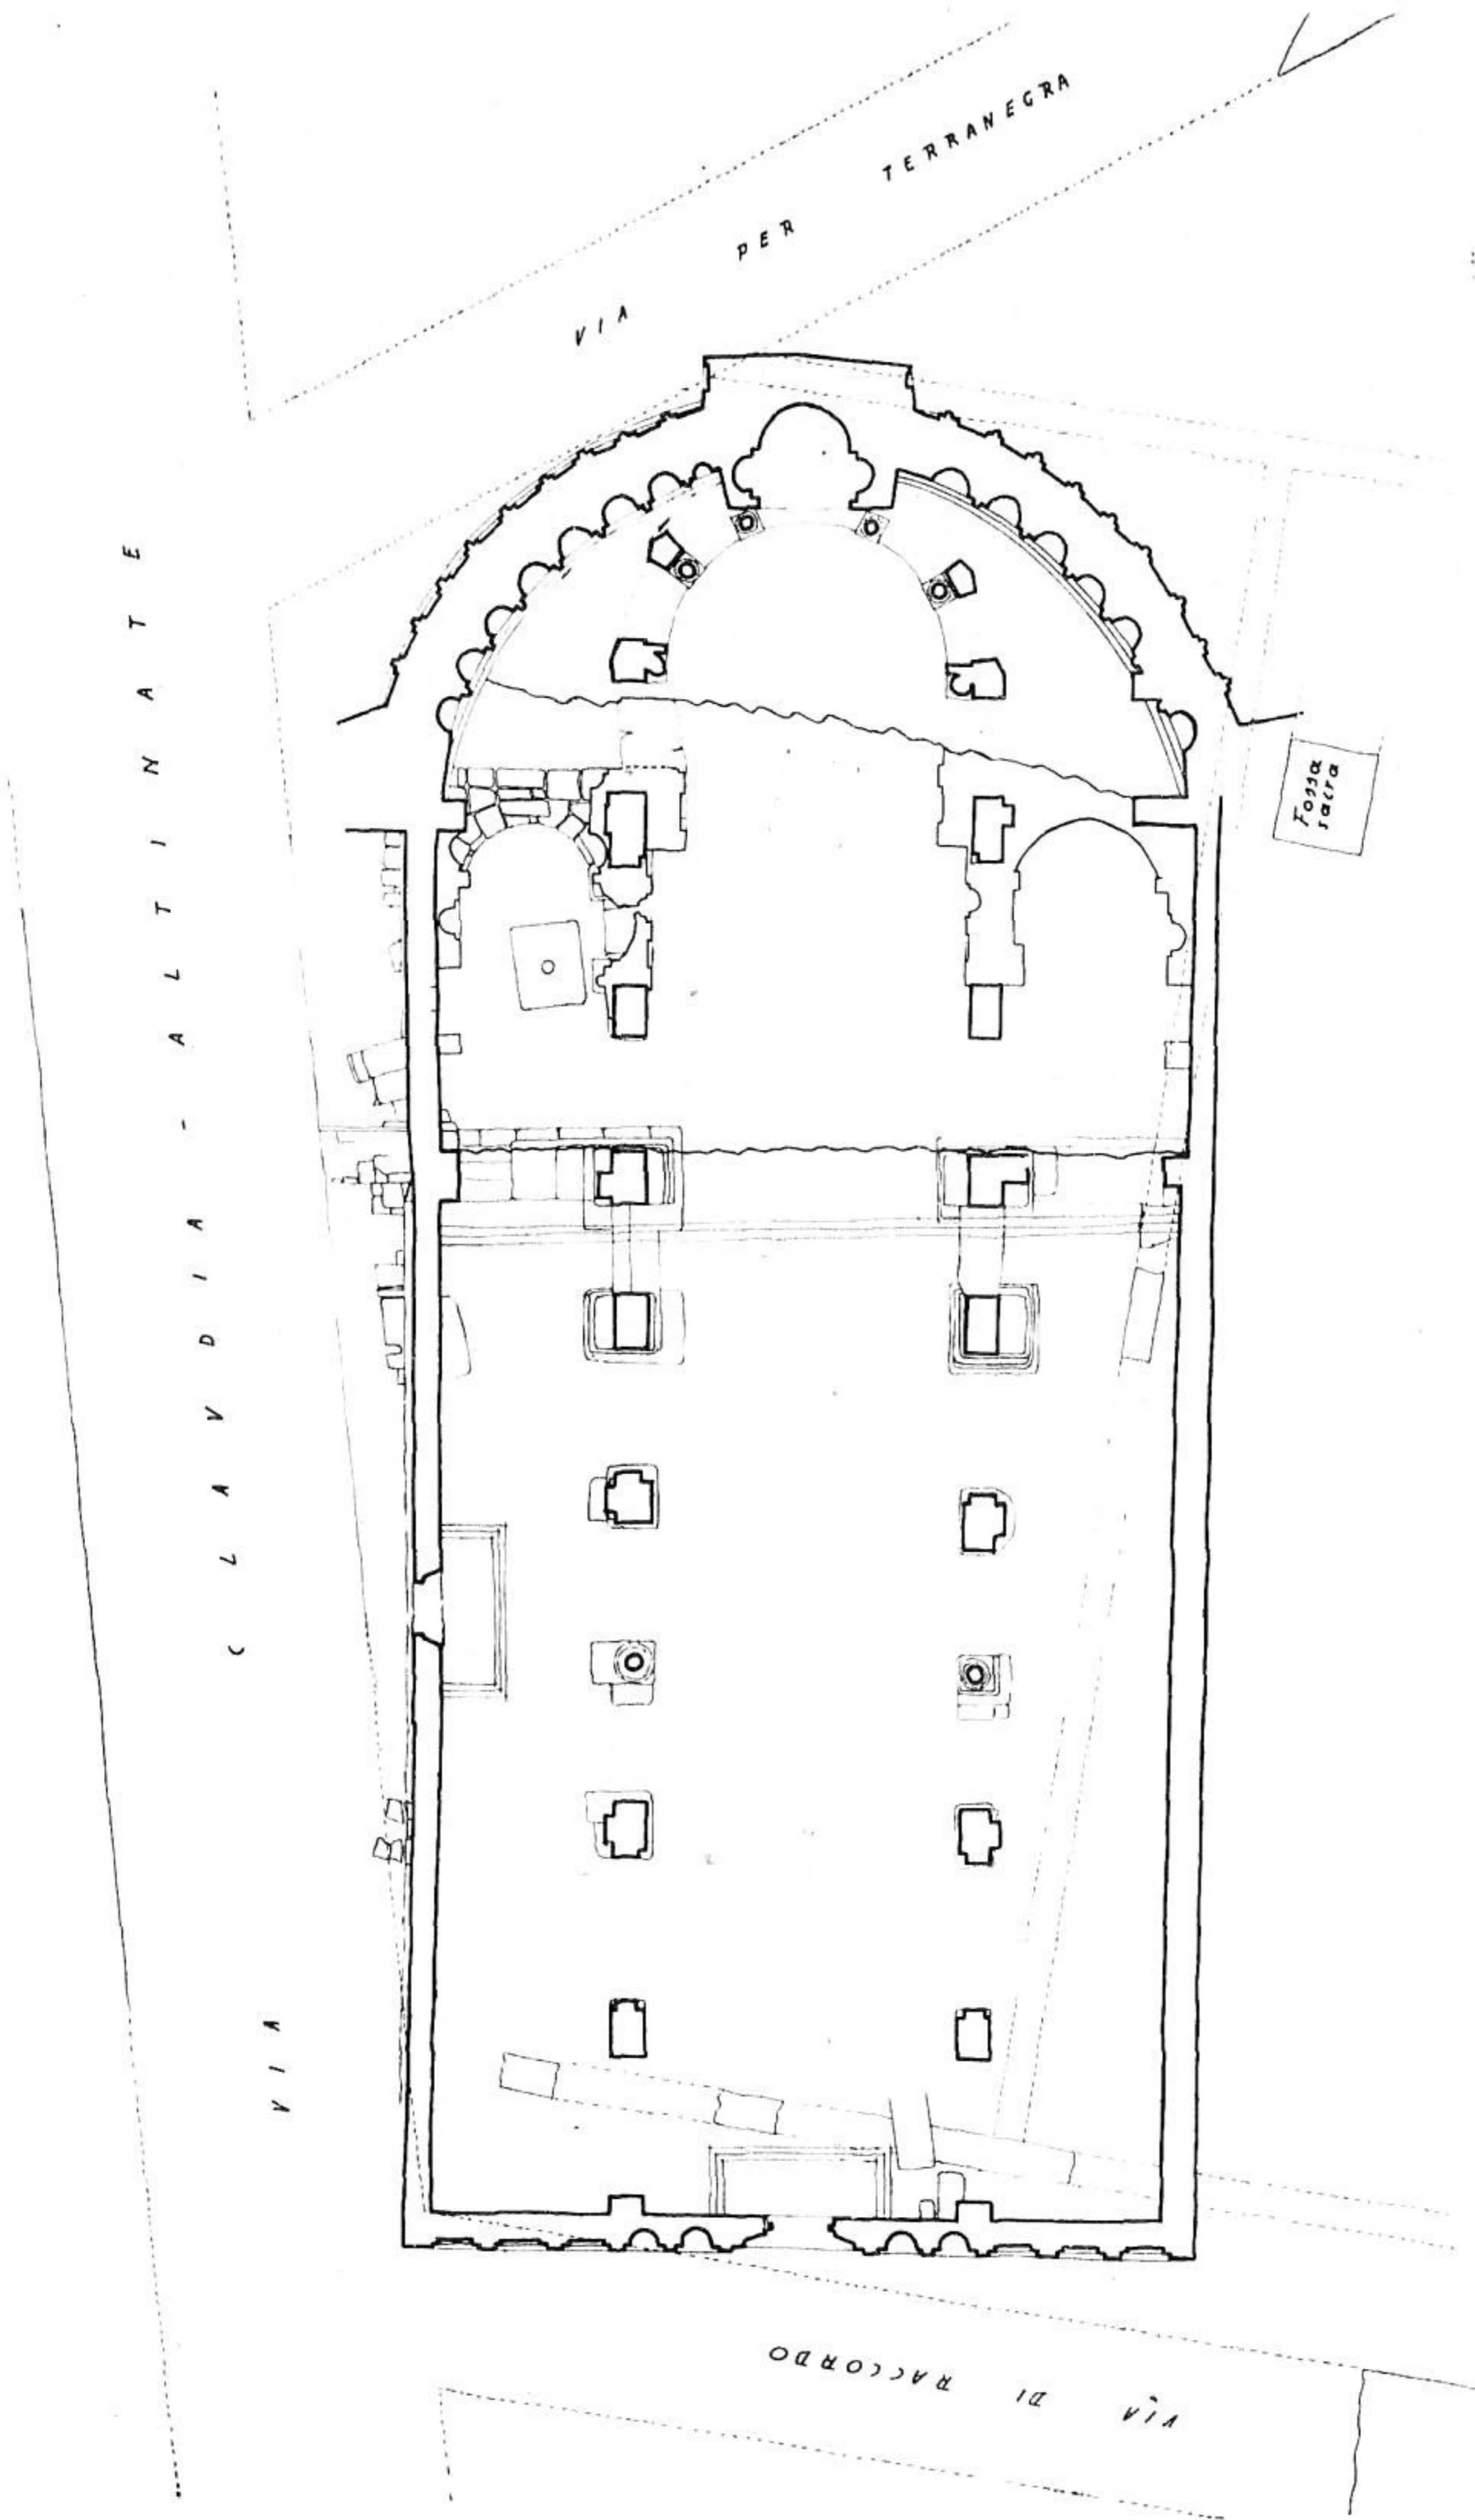 VIA PER TERRANEGRA
VIA CLAVDIA - ALTINATE
Fossa
sacra
VIA DI RACCORDO